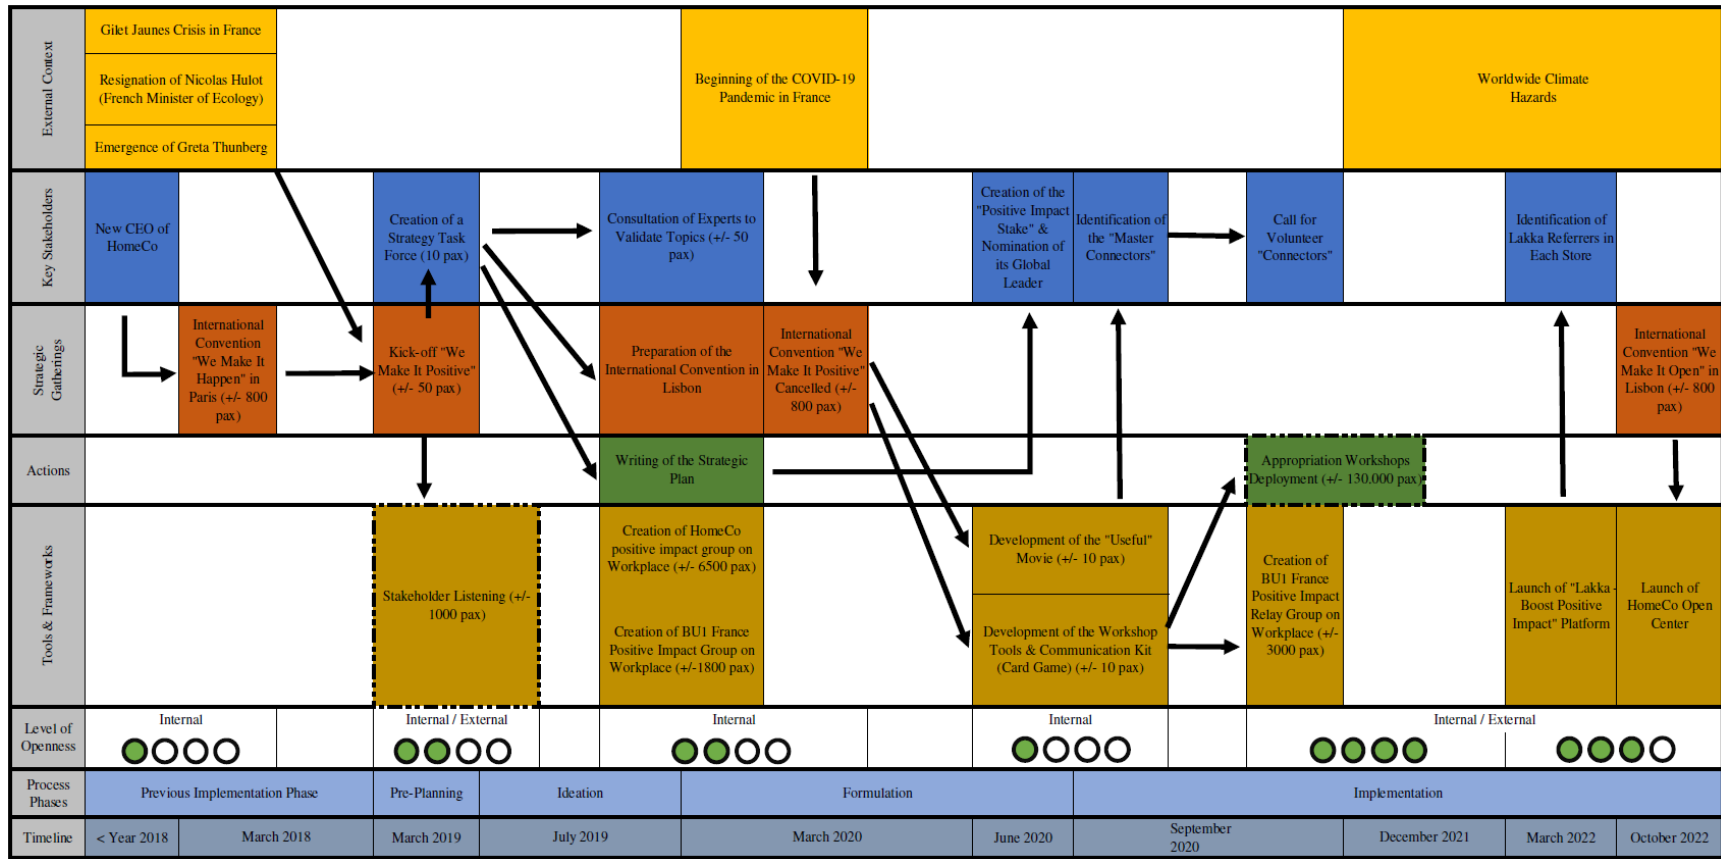 External Context
Gilet Jaunes Crisis in France
Resignation of Nicolas Hulot
(French Minister of Ecology)
Emergence of Greta Thunberg
Beginning of the COVID-19
Pandemic in France
Worldwide Climate
Hazards
Key Stakeholders
New CEO of
HomeCo
Creation of a
Strategy Task
Force (10 pax)
Consultation of Experts to
Validate Topics (+/- 50
pax)
Creation of the
"Positive Impact
Stake" &
Nomination of
its Global
Leader
Identification of
the "Master
Connectors"
Call for
Volunteer
"Connectors"
Identification of
Lakka Referrers in
Each Store
Strategic
Gatherings
International
Convention
"We Make It
Happen" in
Paris (+/- 800
pax)
Kick-off "We
Make It Positive"
(+/- 50 pax)
Preparation of the
International Convention in
Lisbon
International
Convention "We
Make It Positive"
Cancelled (+/-
800 pax)
International
Convention "We
Make It Open" in
Lisbon (+/- 800
pax)
Actions
Writing of the Strategic
Plan
Appropriation Workshops
Deployment (+/- 130.000 pax)
Tools & Frameworks
Stakeholder Listening (+/-
1000 pax)
Creation of HomeCo
positive impact group on
Workplace (+/- 6500 pax)
Creation of BU1 France
Positive Impact Group on
Workplace (+/-1800 pax)
Development of the "Useful"
Movie (+/- 10 pax)
Development of the Workshop
Tools & Communication Kit
(Card Game) (+/- 10 pax)
Creation of
BU1 France
Positive Impact
Relay Group on
Workplace (+/-
3000 pax)
Launch of "Lakka -
Boost Positive
Impact" Platform
Launch of
HomeCo Open
Center
Level of
Openness
Internal
Internal / External
Internal
Internal
Internal / External
Process
Phases
Previous Implementation Phase
Pre-Planning
Ideation
Formulation
Implementation
Timeline
< Year 2018
March 2018
March 2019
July 2019
March 2020
June 2020
September
2020
December 2021
March 2022
October 2022